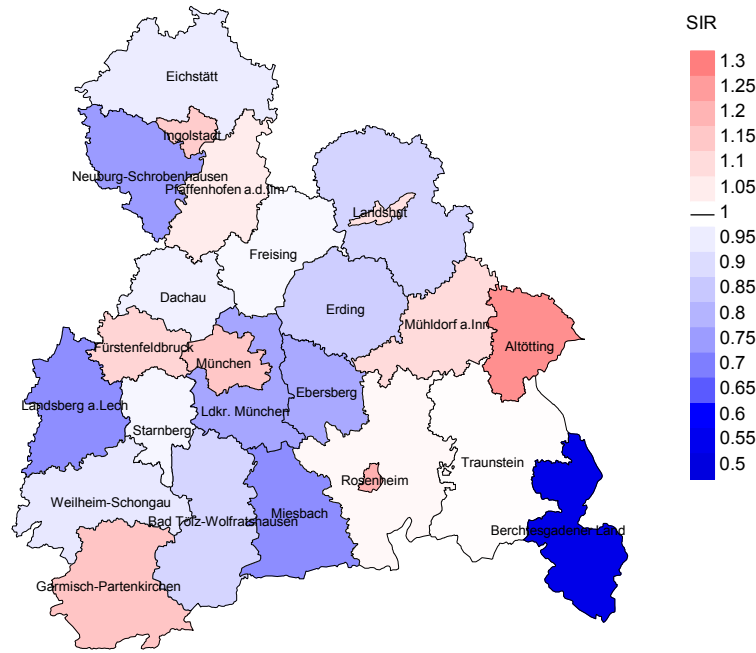 SIR
1.3
1.25
1.2
1.15
1.1
1.05
1
0.95
0.9
0.85
0.8
0.75
0.7
0.65
0.6
0.55
0.5
Eichstätt
Ingolstadt
Neuburg-Schrobenhausen
Pfaffenhofen a.d.Ilm
Landshut
Freising
Dachau
Erding
Mühldorf a.Inn
Altötting
Fürstenfeldbruck
München
Ebersberg
Landsberg a.Lech
Ldkr. München
Starnberg
Traunstein
Rosenheim
Weilheim-Schongau
Bad Tölz-Wolfratshausen
Miesbach
Berchtesgadener Land
Garmisch-Partenkirchen